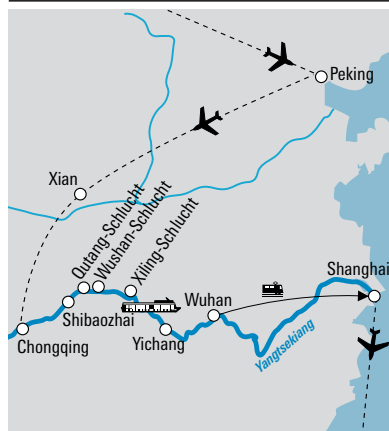 Peking
Xian
Qutang-Schlucht
Wushan-Schlucht
Xiling-Schlucht
Shanghai
Wuhan
Shibaozhai
Chongqing
Yichang
Yangtsekiang